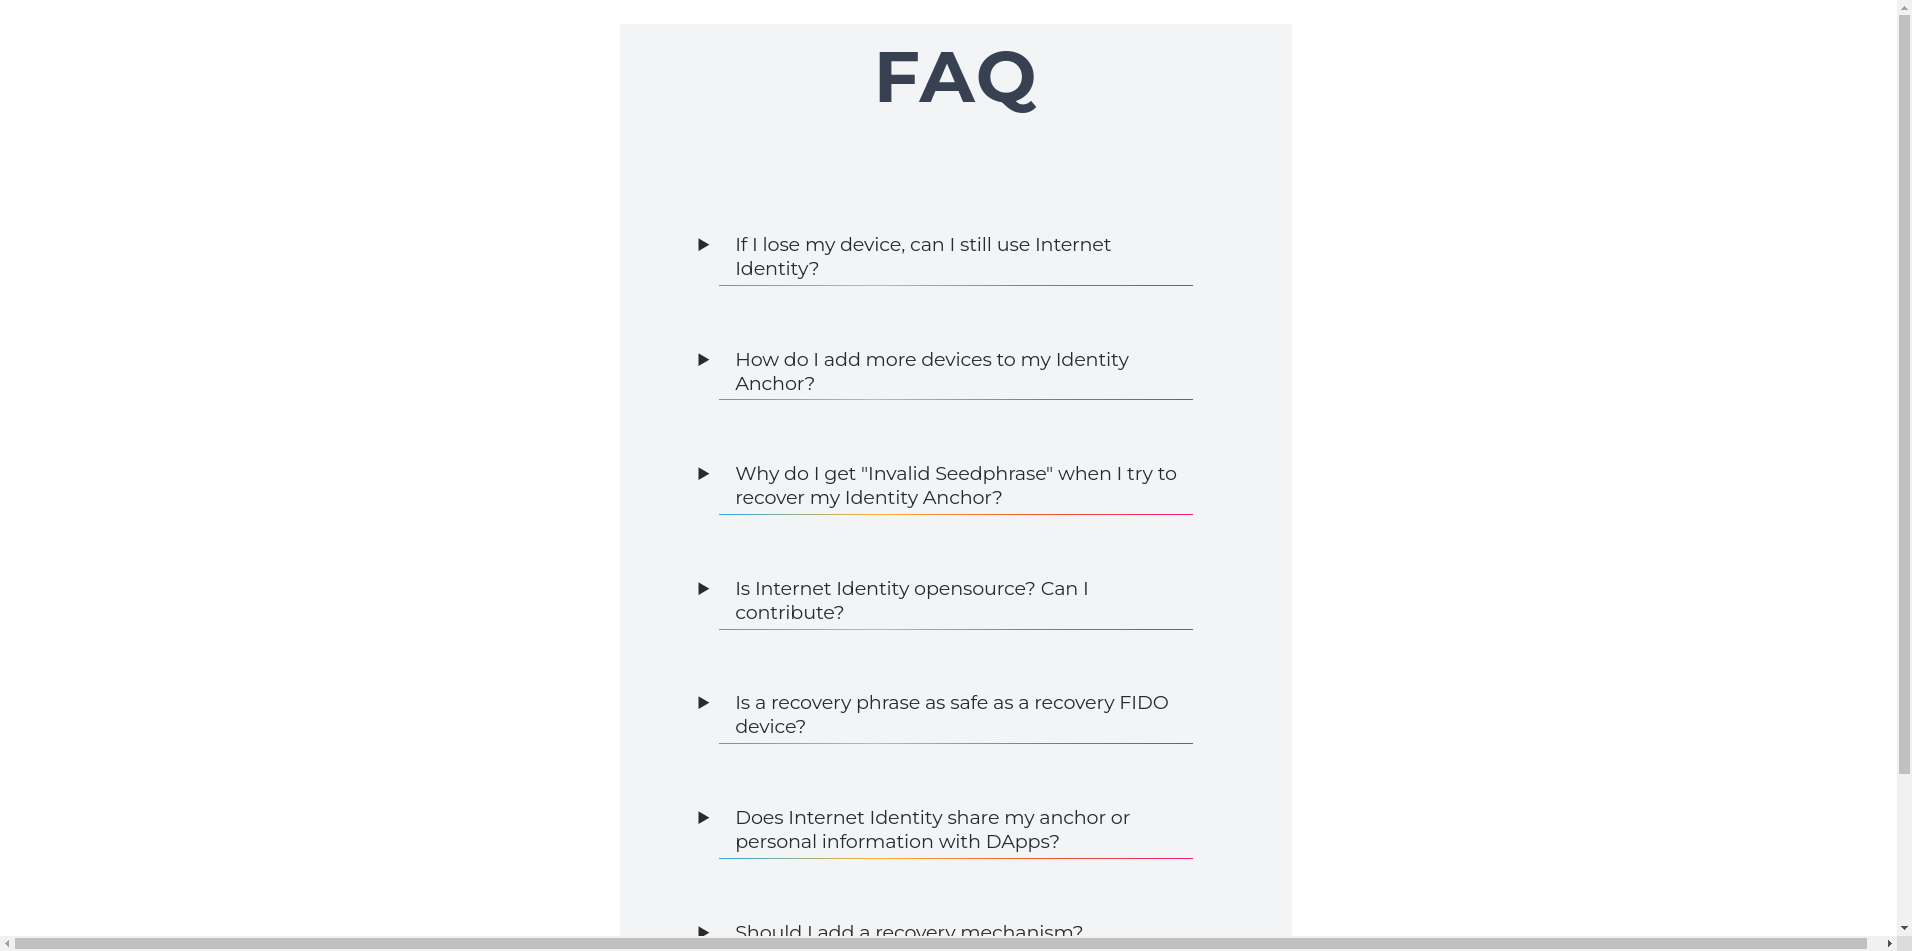 FAQ
If I lose my device, can I still use Internet
Identity?
How do I add more devices to my Identity
Anchor?
Why do I get "Invalid Seedphrase" when I try to
recover my Identity Anchor?
Is Internet Identity opensource? Can I
contribute?
Is a recovery phrase as safe as a recovery FIDO
device?
Does Internet Identity share my anchor or
personal information with DApps?
Should I add a recovery mechanism?